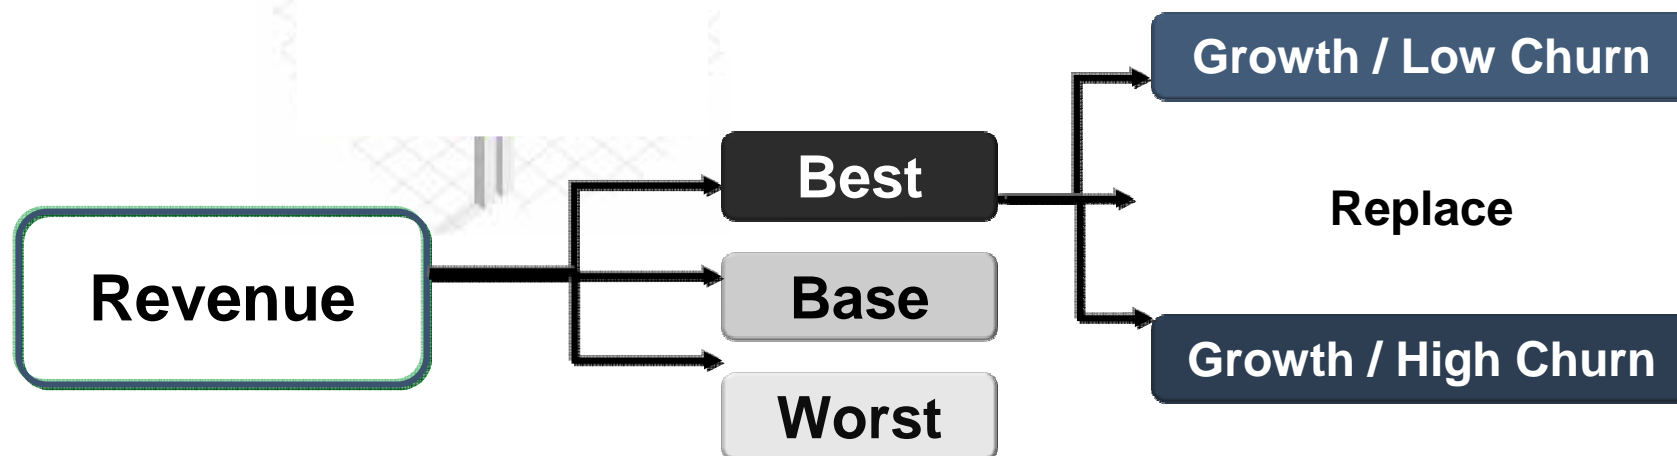 Growth / Low Churn
Best
Replace
Revenue
Base
Growth / High Churn
Worst